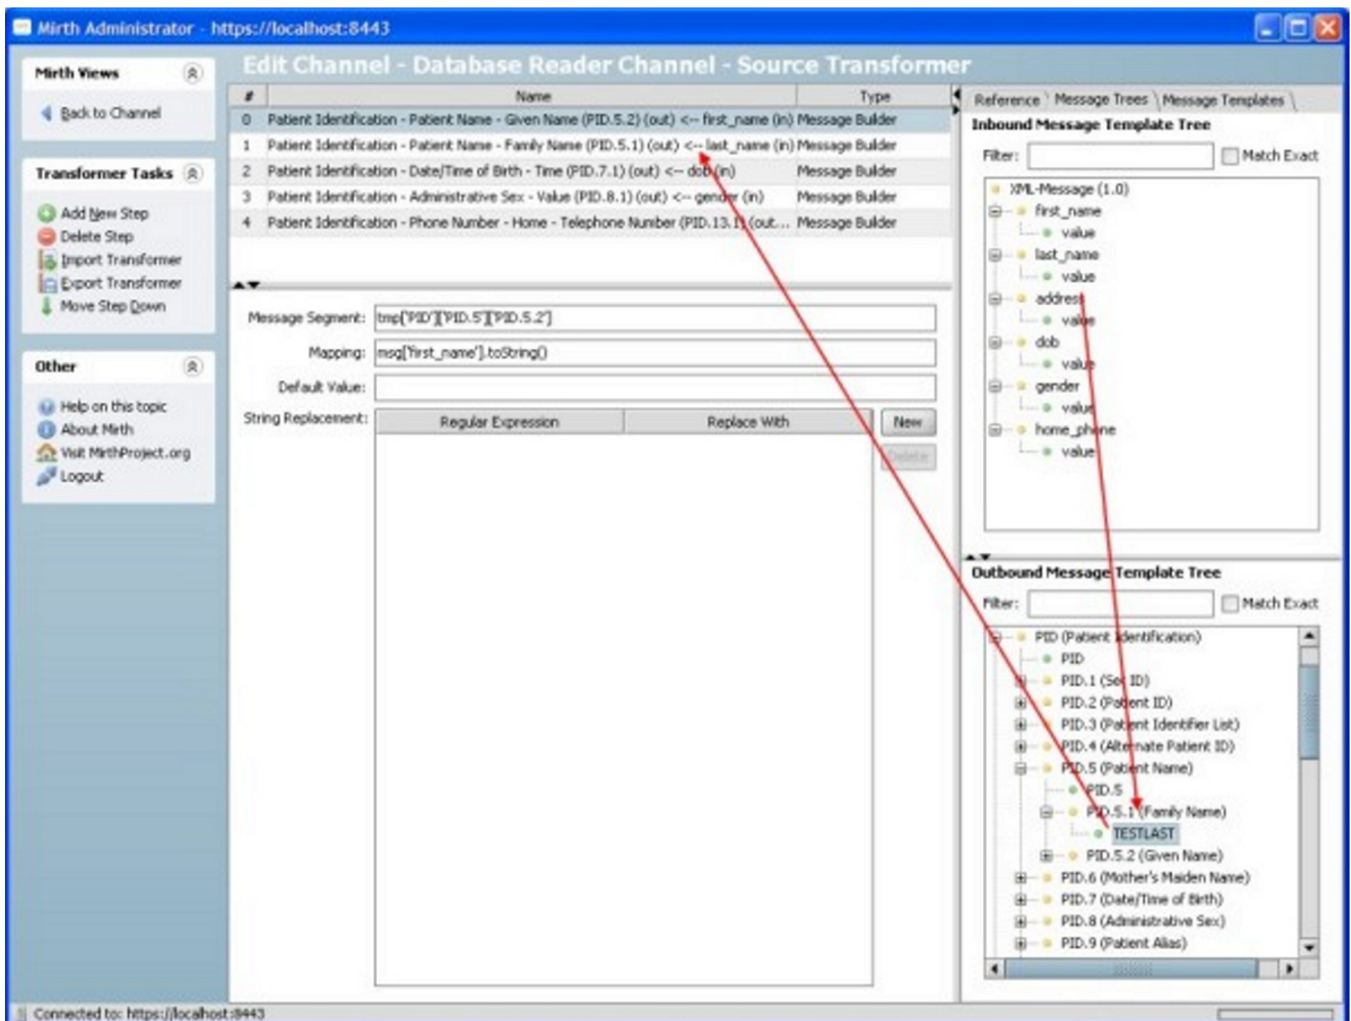 Mirth Administrator - https://localhost:8443
Mirth Views
Back to Channel
Transformer Tasks
Add New Step
Delete Step
Import Transformer
Export Transformer
Move Step Down
Other
Help on this topic
About Mirth
Visit MirthProject.org
Logout
Edit Channel - Database Reader Channel - Source Transformer
# Name Type
0 Patient Identification - Patient Name - Given Name (PID.5.2) (out) <-- first_name (in) Message Builder
1 Patient Identification - Patient Name - Family Name (PID.5.1) (out) <-- last_name (in) Message Builder
2 Patient Identification - Date/Time of Birth - Time (PID.7.1) (out) <-- dob (in) Message Builder
3 Patient Identification - Administrative Sex - Value (PID.8.1) (out) <-- gender (in) Message Builder
4 Patient Identification - Phone Number - Home - Telephone Number (PID.13.1) (out... Message Builder
Message Segment: tmp['PID']['PID.5']['PID.5.2']
Mapping: msg['first_name'].toString()
Default Value:
String Replacement: Regular Expression Replace With New
Delete
Reference Message Trees Message Templates
Inbound Message Template Tree
Filter: Match Exact
XML-Message (1.0)
first_name
value
last_name
value
address
value
dob
value
gender
value
home_phone
value
Outbound Message Template Tree
Filter: Match Exact
PID (Patient Identification)
PID
PID.1 (Set ID)
PID.2 (Patient ID)
PID.3 (Patient Identifier List)
PID.4 (Alternate Patient ID)
PID.5 (Patient Name)
PID.5
PID.5.1 (Family Name)
TESTLAST
PID.5.2 (Given Name)
PID.6 (Mother's Maiden Name)
PID.7 (Date/Time of Birth)
PID.8 (Administrative Sex)
PID.9 (Patient Alias)
Connected to: https://localhost:8443